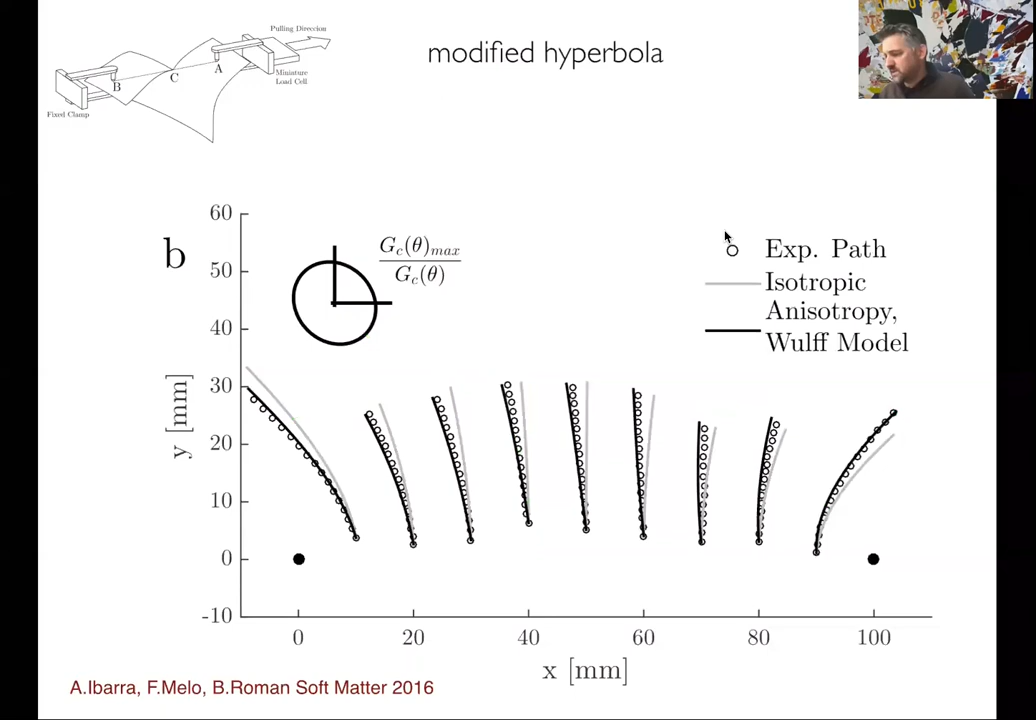 Pulling Direction
modified hyperbola
A
C
B
Miniature
Load Cell
Fixed Clamp
b
G_c(θ)_{max}
G_c(θ)
Exp. Path
Isotropic
Anisotropy,
Wulff Model
60
50
40
30
20
10
0
-10
y [mm]
0 20 40 60 80 100
x [mm]
A.Ibarra, F.Melo, B.Roman Soft Matter 2016